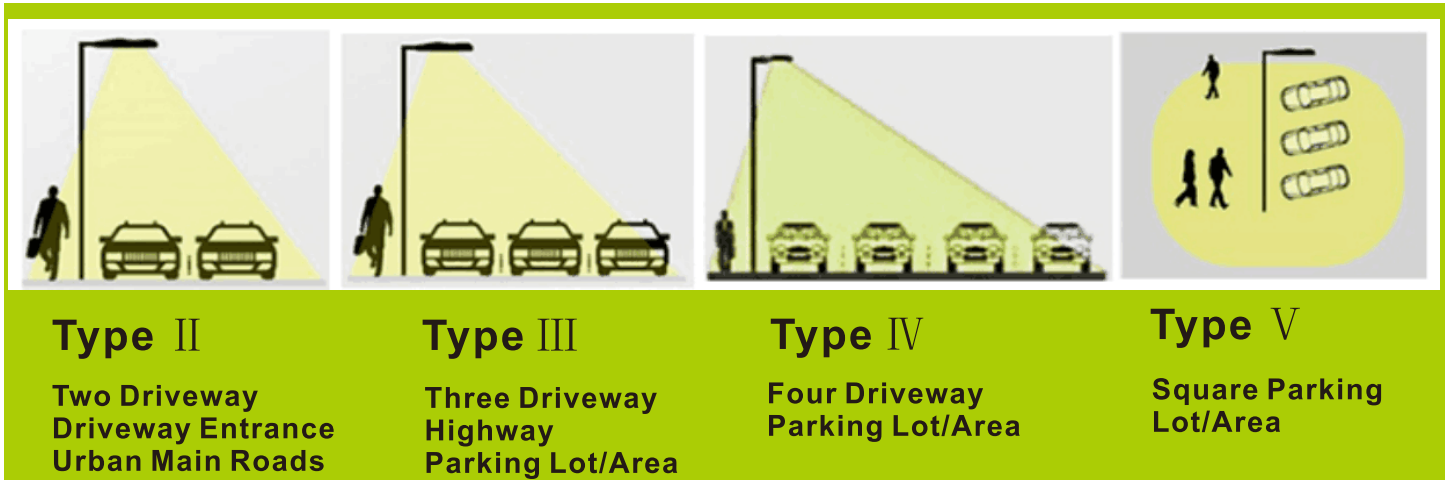 Type Ⅱ
Two Driveway
Driveway Entrance
Urban Main Roads
Type Ⅲ
Three Driveway
Highway
Parking Lot/Area
Type Ⅳ
Four Driveway
Parking Lot/Area
Type Ⅴ
Square Parking
Lot/Area